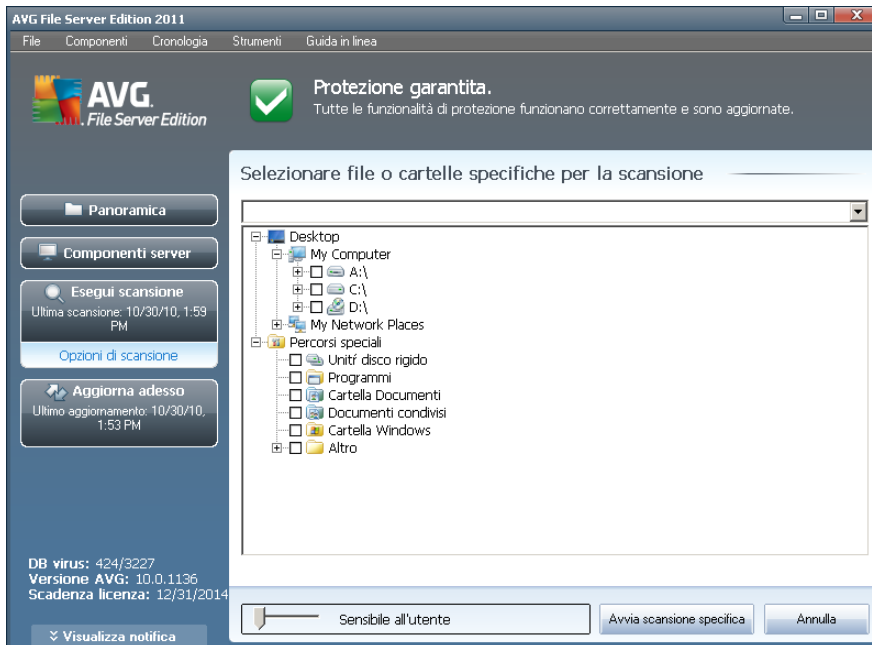 AVG File Server Edition 2011
File Componenti Cronologia Strumenti Guida in linea
AVG.
File Server Edition
Protezione garantita.
Tutte le funzionalità di protezione funzionano correttamente e sono aggiornate.
Selezionare file o cartelle specifiche per la scansione
Panoramica
Componenti server
Esegui scansione
Ultima scansione: 10/30/10, 1:59
PM
Opzioni di scansione
Aggiorna adesso
Ultimo aggiornamento: 10/30/10,
1:53 PM
Desktop
My Computer
A:\
C:\
D:\
My Network Places
Percorsi speciali
Unitŕ disco rigido
Programmi
Cartella Documenti
Documenti condivisi
Cartella Windows
Altro
DB virus: 424/3227
Versione AVG: 10.0.1136
Scadenza licenza: 12/31/2014
Visualizza notifica
Sensibile all'utente
Avvia scansione specifica
Annulla